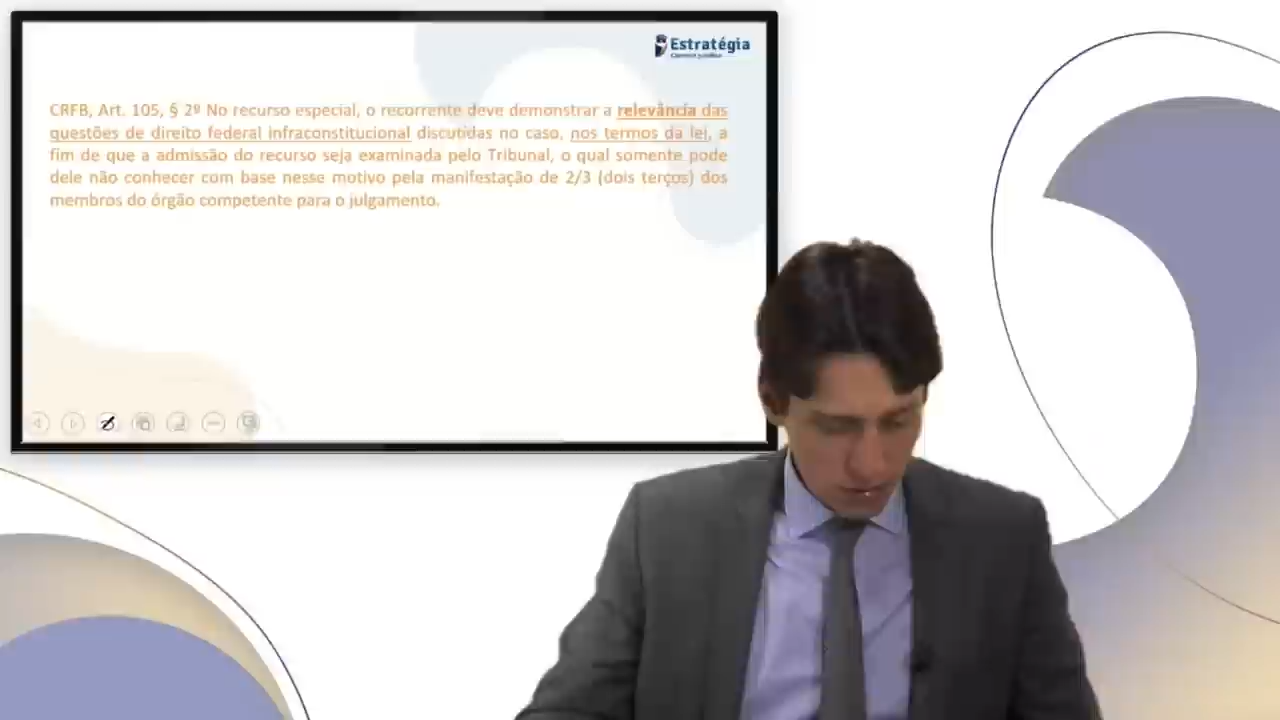 Estratégia
CRFB, Art. 105, § 2º No recurso especial, o recorrente deve demonstrar a relevância das
questões de direito federal infraconstitucional discutidas no caso, nos termos da lei, a
fim de que a admissão do recurso seja examinada pelo Tribunal, o qual somente pode
dele não conhecer com base nesse motivo pela manifestação de 2/3 (dois terços) dos
membros do órgão competente para o julgamento.